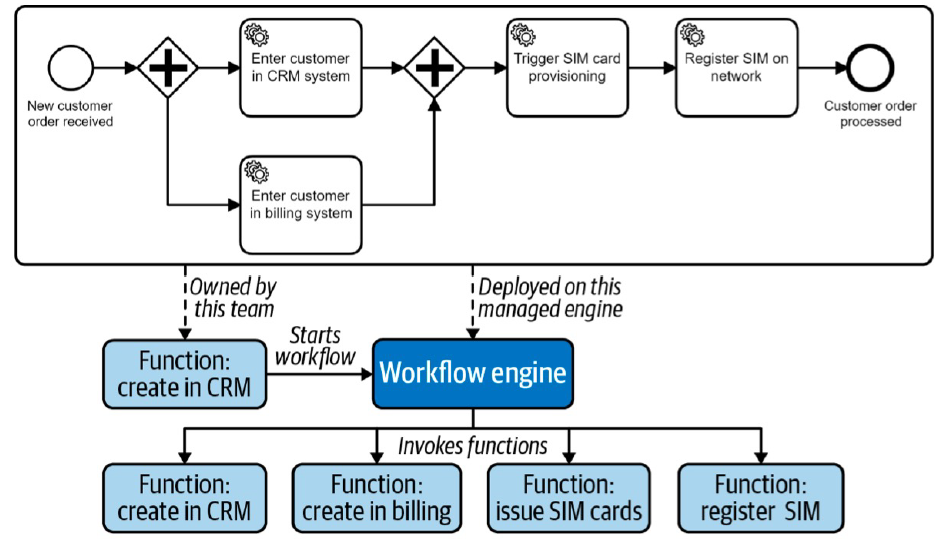 New customer
order received
Enter customer
in CRM system
Enter customer
in billing system
Trigger SIM card
provisioning
Register SIM on
network
Customer order
processed
Owned by
this team
Deployed on this
managed engine
Function:
create in CRM
Starts
workflow
Workflow engine
Invokes functions
Function:
create in CRM
Function:
create in billing
Function:
issue SIM cards
Function:
register SIM